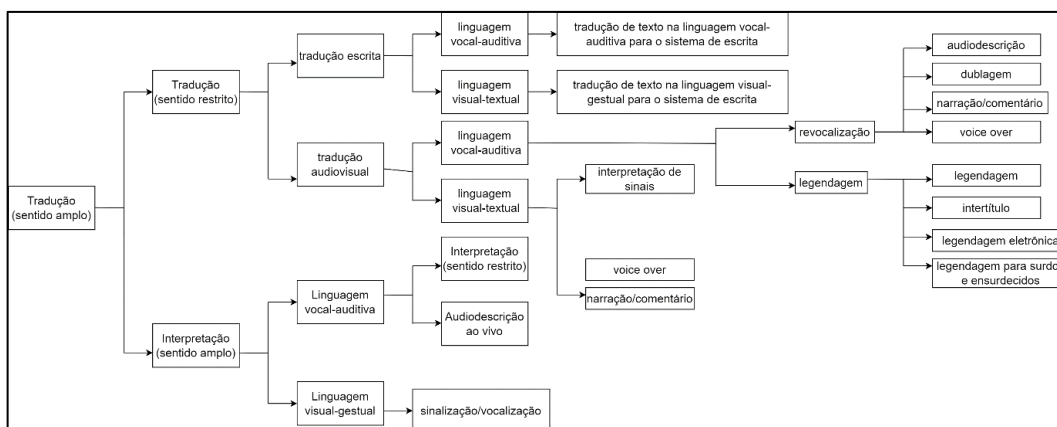 Tradução
(sentido amplo)
Tradução
(sentido restrito)
Interpretação
(sentido amplo)
tradução escrita
tradução
audiovisual
Linguagem
vocal-auditiva
Linguagem
visual-gestual
linguagem
vocal-auditiva
linguagem
visual-textual
linguagem
vocal-auditiva
linguagem
visual-textual
Interpretação
(sentido restrito)
Audiodescrição
ao vivo
sinalização/vocalização
tradução de texto na linguagem vocal-
auditiva para o sistema de escrita
tradução de texto na linguagem visual-
gestual para o sistema de escrita
interpretação de
sinais
voice over
narração/comentário
revocalização
legendagem
audiodescrição
dublagem
narração/comentário
voice over
legendagem
intertítulo
legendagem eletrônica
legendagem para surdo
e ensurdecidos